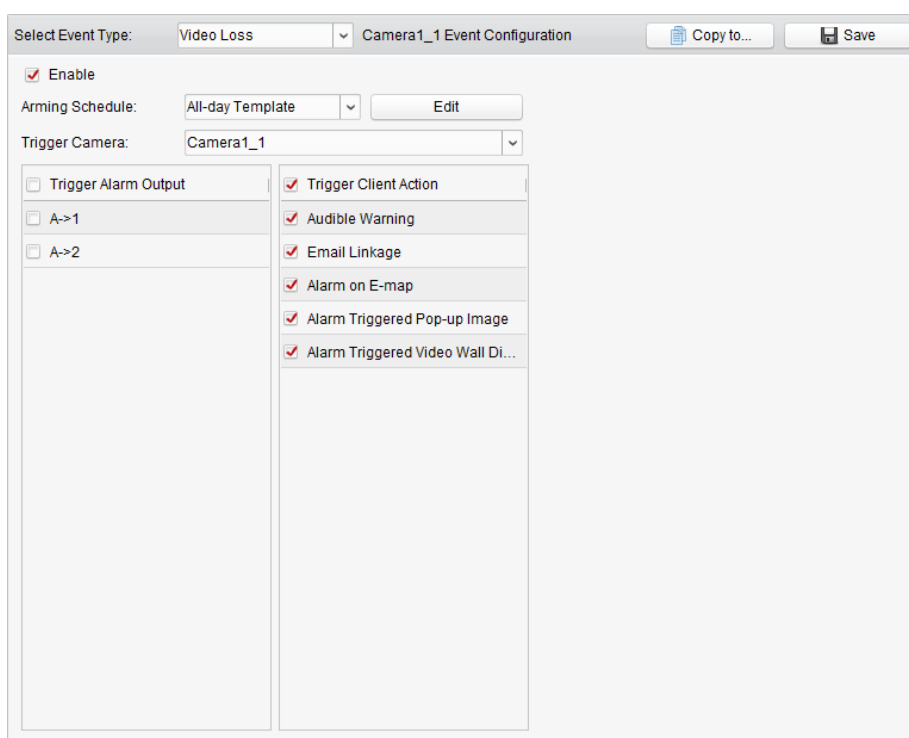 Select Event Type: Video Loss Camera1_1 Event Configuration Copy to... Save
Enable
Arming Schedule: All-day Template Edit
Trigger Camera: Camera1_1
Trigger Alarm Output Trigger Client Action
A->1 Audible Warning
A->2 Email Linkage
Alarm on E-map
Alarm Triggered Pop-up Image
Alarm Triggered Video Wall Di...